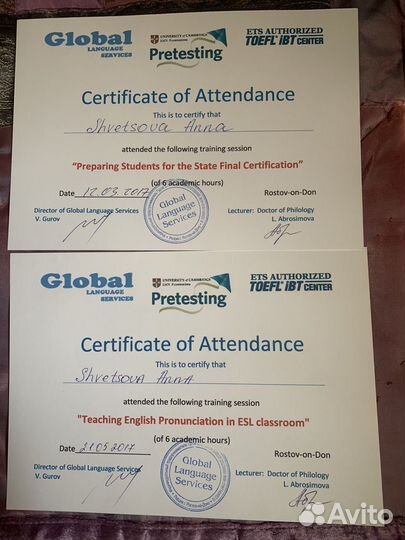 Global
LANGUAGE
SERVICES
UNIVERSITY of CAMBRIDGE
ESOL Examinations
Pretesting
ETS AUTHORIZED
TOEFL iBT CENTER
Certificate of Attendance
This is to certify that
Shvetsova Anna
attended the following training session
"Preparing Students for the State Final Certification"
(of 6 academic hours)
Date 12.03.2017
Rostov-on-Don
Director of Global Language Services
V. Gurov
Global
Language
Services
Lecturer: Doctor of Philology
L. Abrosimova
Global
LANGUAGE
SERVICES
UNIVERSITY of CAMBRIDGE
ESOL Examinations
Pretesting
ETS AUTHORIZED
TOEFL iBT CENTER
Certificate of Attendance
This is to certify that
Shvetsova Anna
attended the following training session
"Teaching English Pronunciation in ESL classroom"
(of 6 academic hours)
Date 21.05.2017
Rostov-on-Don
Director of Global Language Services
V. Gurov
Global
Language
Services
Lecturer: Doctor of Philology
L. Abrosimova
Avito